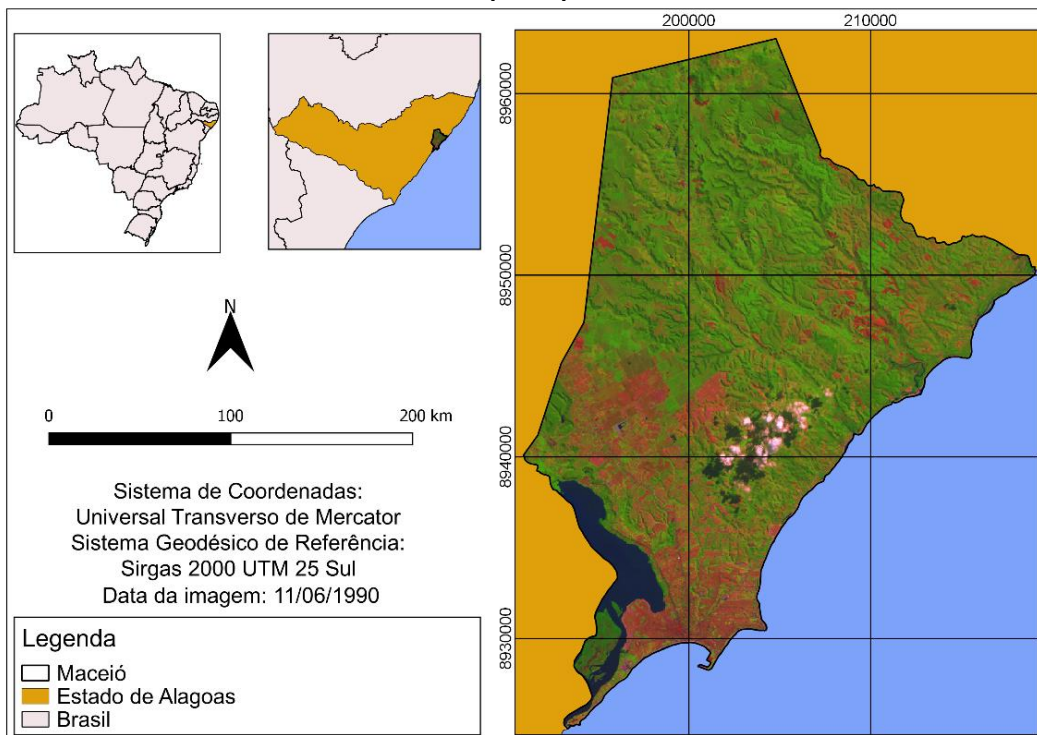 200000
210000
8960000
8950000
8940000
8930000
N
0
100
200 km
Sistema de Coordenadas:
Universal Transverso de Mercator
Sistema Geodésico de Referência:
Sirgas 2000 UTM 25 Sul
Data da imagem: 11/06/1990
Legenda
Maceió
Estado de Alagoas
Brasil